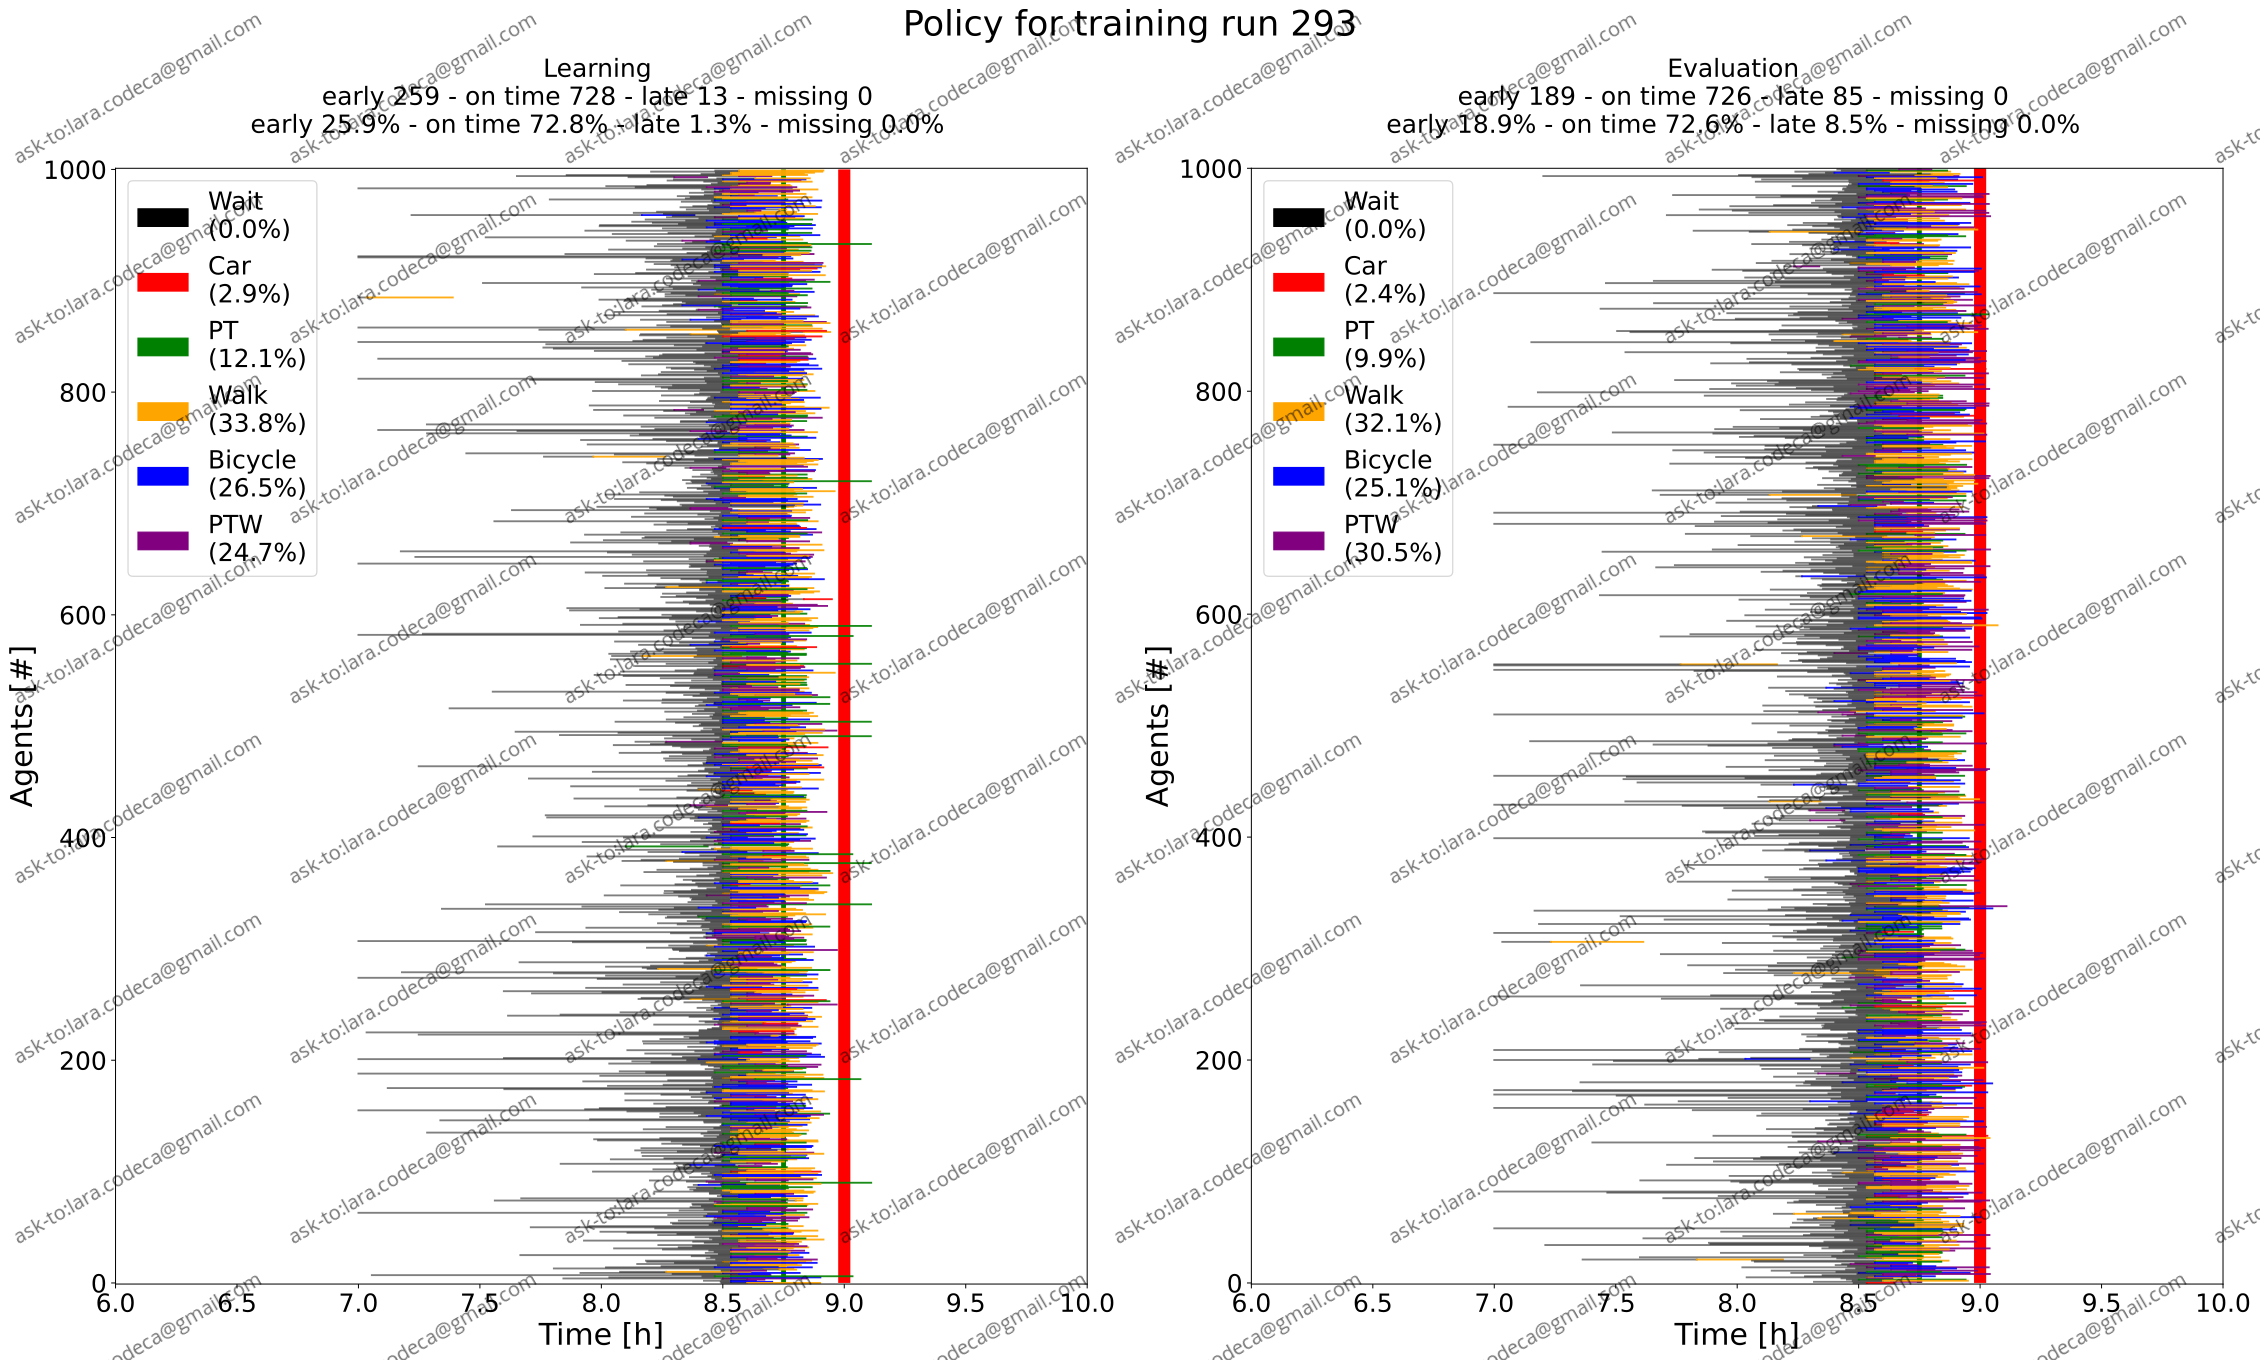 Policy for training run 293
Learning
early 259 - on time 728 - late 13 - missing 0
early 25.9% - on time 72.8% - late 1.3% - missing 0.0%
1000
800
600
400
200
0
Agents [#]
Wait
(0.0%)
Car
(2.9%)
PT
(12.1%)
Walk
(33.8%)
Bicycle
(26.5%)
PTW
(24.7%)
6.0 6.5 7.0 7.5 8.0 8.5 9.0 9.5 10.0
Time [h]
Evaluation
early 189 - on time 726 - late 85 - missing 0
early 18.9% - on time 72.6% - late 8.5% - missing 0.0%
1000
800
600
400
200
0
Agents [#]
Wait
(0.0%)
Car
(2.4%)
PT
(9.9%)
Walk
(32.1%)
Bicycle
(25.1%)
PTW
(30.5%)
6.0 6.5 7.0 7.5 8.0 8.5 9.0 9.5 10.0
Time [h]
ask-to:lara.codeca@gmail.com